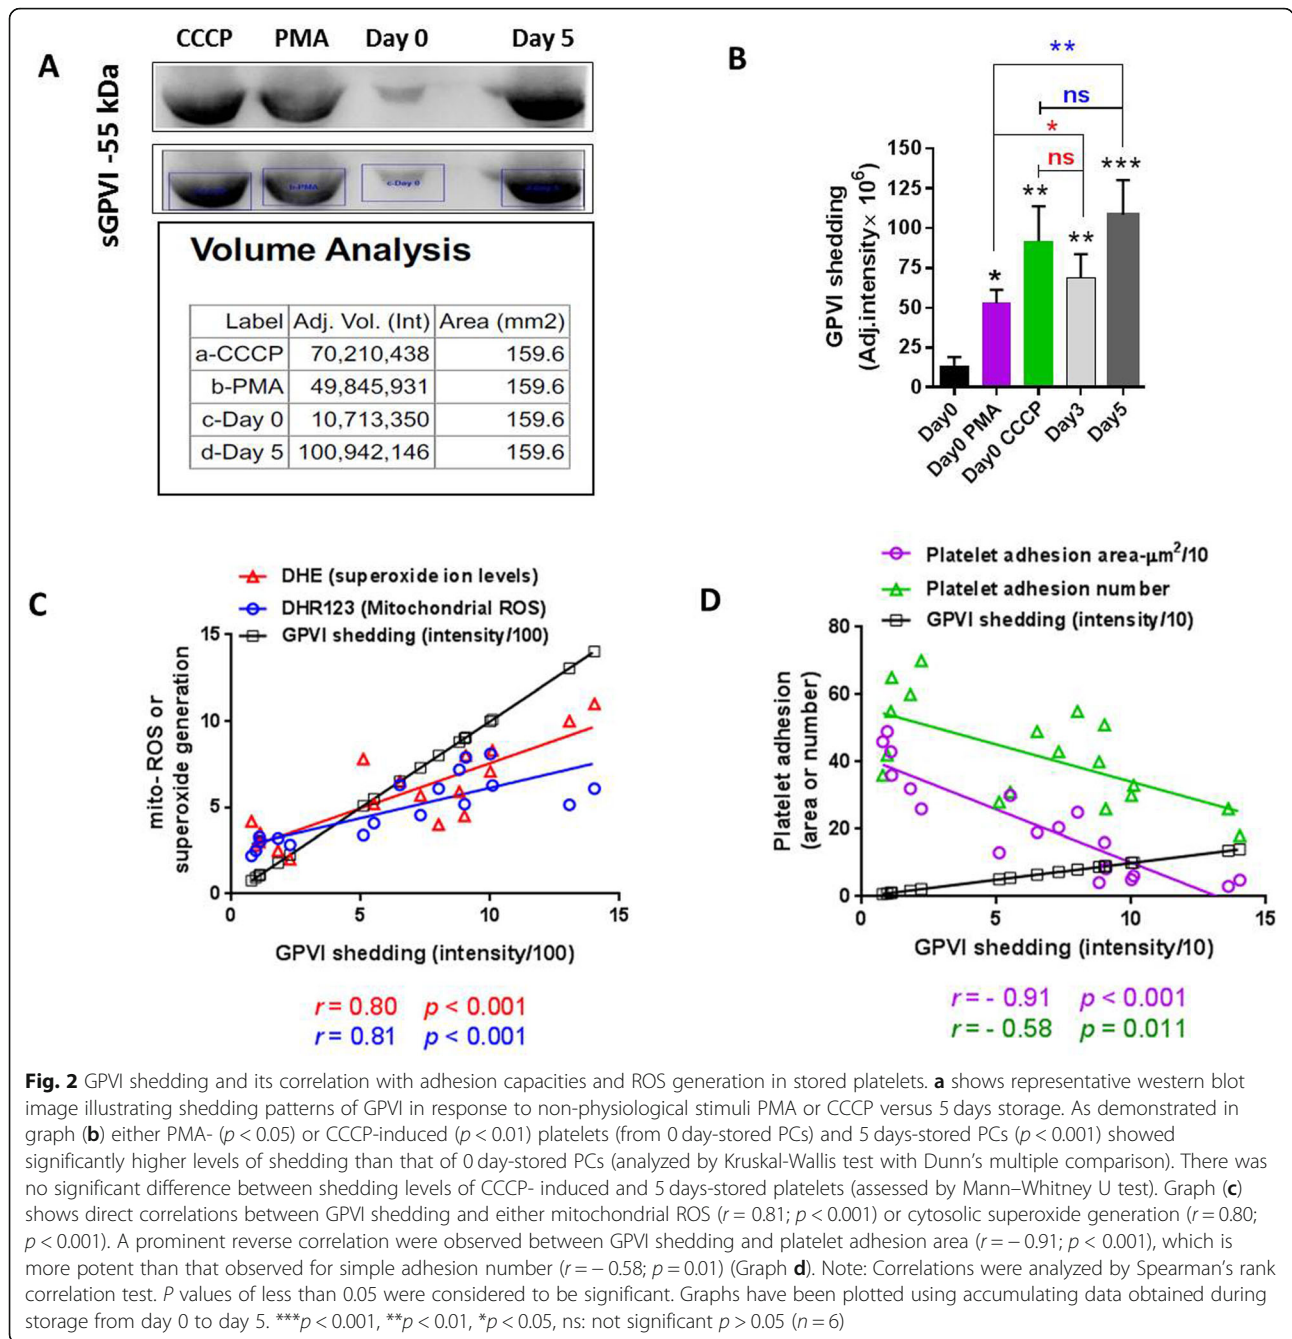 A
CCCP PMA Day 0 Day 5
sGPVI -55 kDa
b-PMA
c-Day 0
d-Day 5
Volume Analysis
Label Adj. Vol. (Int) Area (mm2)
a-CCCP 70,210,438 159.6
b-PMA 49,845,931 159.6
c-Day 0 10,713,350 159.6
d-Day 5 100,942,146 159.6
B
**
ns
*
ns
***
**
**
*
GPVI shedding
(Adj.intensity× 10⁶)
150
125
100
75
50
25
0
Day0
Day0 PMA
Day0 CCCP
Day3
Day5
C
DHE (superoxide ion levels)
DHR123 (Mitochondrial ROS)
GPVI shedding (intensity/100)
mito- ROS or
superoxide generation
15
10
5
0
0 5 10 15
GPVI shedding (intensity/100)
r = 0.80 p < 0.001
r = 0.81 p < 0.001
D
Platelet adhesion area-µm²/10
Platelet adhesion number
GPVI shedding (intensity/10)
Platelet adhesion
(area or number)
80
60
40
20
0
0 5 10 15
GPVI shedding (intensity/10)
r = - 0.91 p < 0.001
r = - 0.58 p = 0.011
Fig. 2 GPVI shedding and its correlation with adhesion capacities and ROS generation in stored platelets. a shows representative western blot
image illustrating shedding patterns of GPVI in response to non-physiological stimuli PMA or CCCP versus 5 days storage. As demonstrated in
graph (b) either PMA- (p < 0.05) or CCCP-induced (p < 0.01) platelets (from 0 day-stored PCs) and 5 days-stored PCs (p < 0.001) showed
significantly higher levels of shedding than that of 0 day-stored PCs (analyzed by Kruskal-Wallis test with Dunn's multiple comparison). There was
no significant difference between shedding levels of CCCP- induced and 5 days-stored platelets (assessed by Mann–Whitney U test). Graph (c)
shows direct correlations between GPVI shedding and either mitochondrial ROS (r = 0.81; p < 0.001) or cytosolic superoxide generation (r = 0.80;
p < 0.001). A prominent reverse correlation were observed between GPVI shedding and platelet adhesion area (r = − 0.91; p < 0.001), which is
more potent than that observed for simple adhesion number (r = − 0.58; p = 0.01) (Graph d). Note: Correlations were analyzed by Spearman's rank
correlation test. P values of less than 0.05 were considered to be significant. Graphs have been plotted using accumulating data obtained during
storage from day 0 to day 5. ***p < 0.001, **p < 0.01, *p < 0.05, ns: not significant p > 0.05 (n = 6)